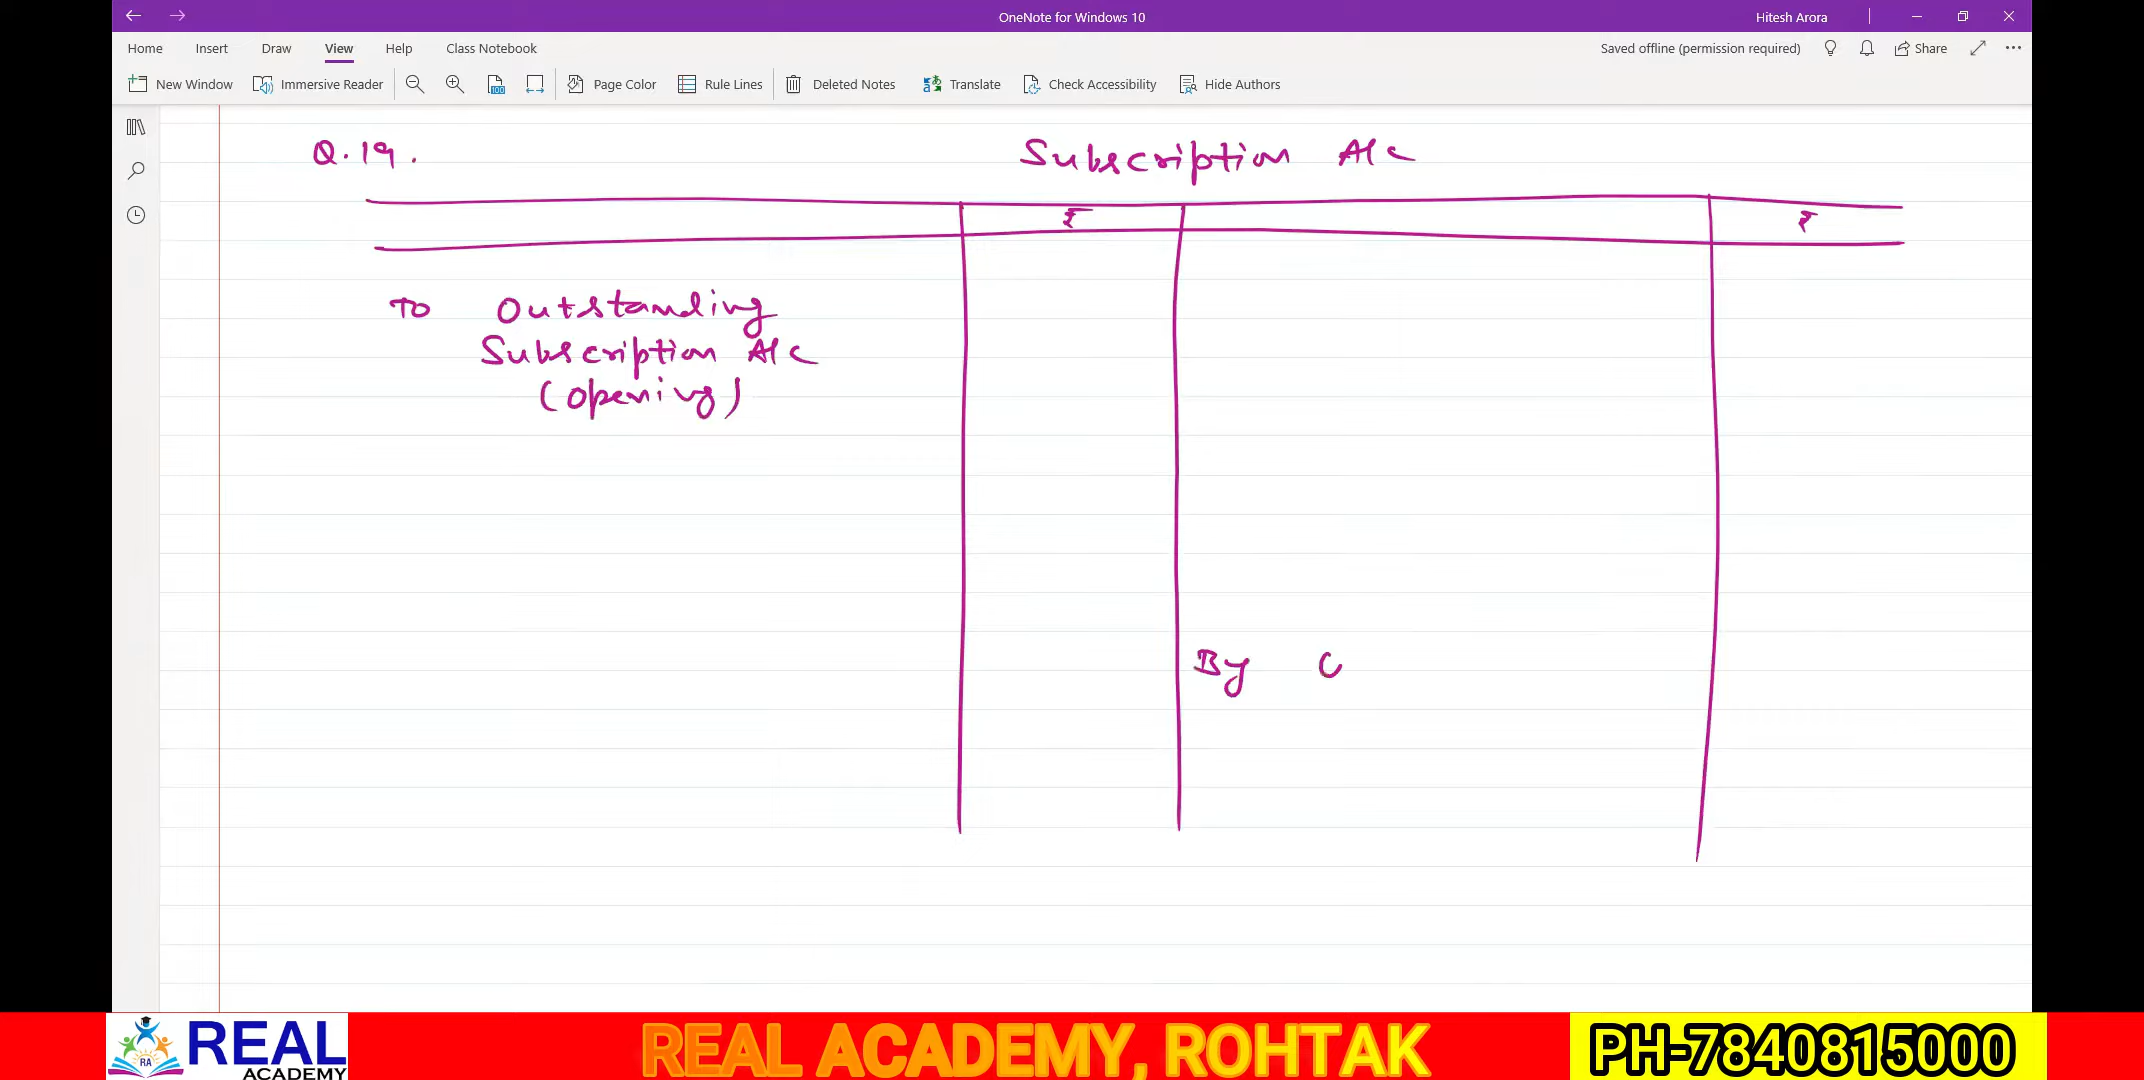 OneNote for Windows 10
Hitesh Arora
Home Insert Draw View Help Class Notebook
Saved offline (permission required) Share
New Window Immersive Reader 100 Page Color Rule Lines Deleted Notes Translate Check Accessibility Hide Authors
Q.19.
Subscription A/c
₹ ₹
To Outstanding
Subscription A/c
(opening)
By O
RA
REAL
ACADEMY
REAL ACADEMY, ROHTAK
PH-7840815000